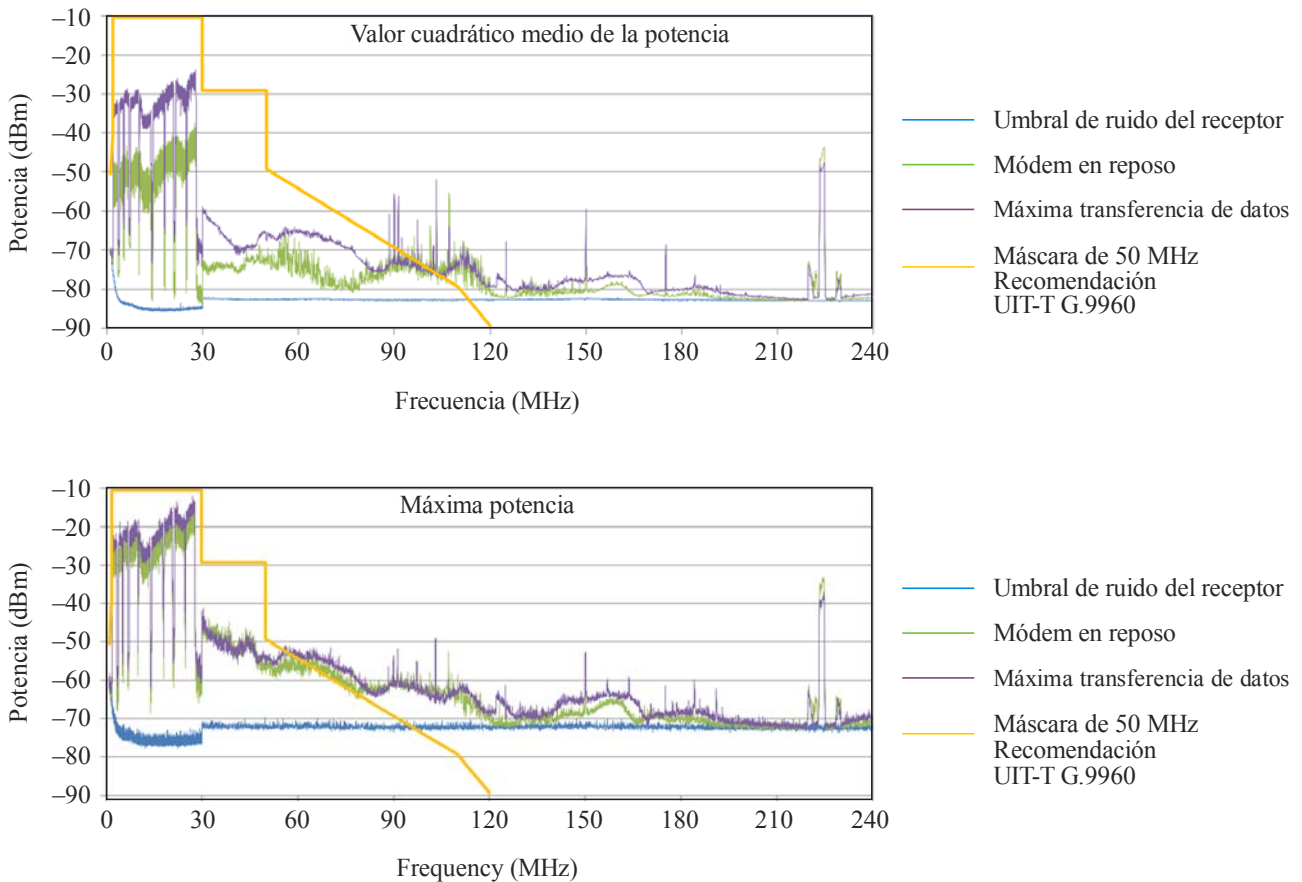 Valor cuadrático medio de la potencia
Potencia (dBm)
–10
–20
–30
–40
–50
–60
–70
–80
–90
0 30 60 90 120 150 180 210 240
Frecuencia (MHz)
Umbral de ruido del receptor
Módem en reposo
Máxima transferencia de datos
Máscara de 50 MHz
Recomendación
UIT-T G.9960
Máxima potencia
Potencia (dBm)
–10
–20
–30
–40
–50
–60
–70
–80
–90
0 30 60 90 120 150 180 210 240
Frequency (MHz)
Umbral de ruido del receptor
Módem en reposo
Máxima transferencia de datos
Máscara de 50 MHz
Recomendación
UIT-T G.9960